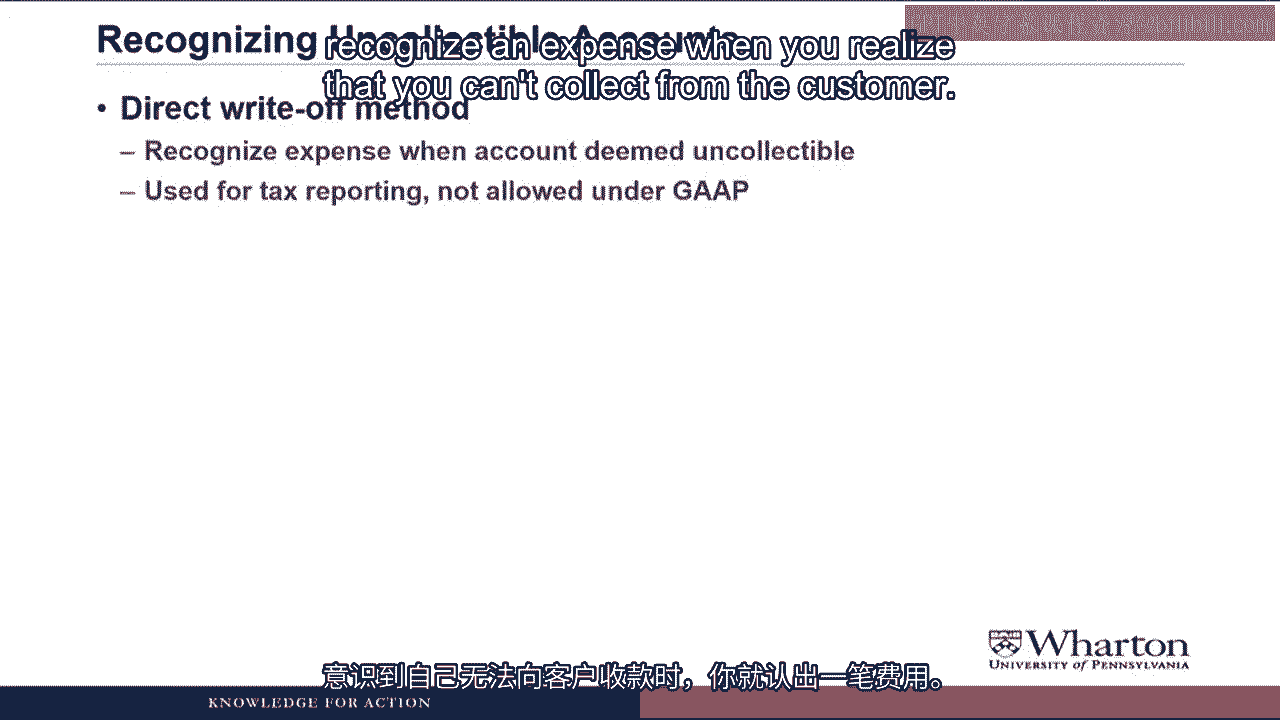 Recognizing Uncollectible Accounts
recognize an expense when you realize
that you can't collect from the customer.
• Direct write-off method
– Recognize expense when account deemed uncollectible
– Used for tax reporting, not allowed under GAAP
Wharton
UNIVERSITY OF PENNSYLVANIA
意识到自己无法向客户收款时，你就认出一笔费用。
KNOWLEDGE FOR ACTION